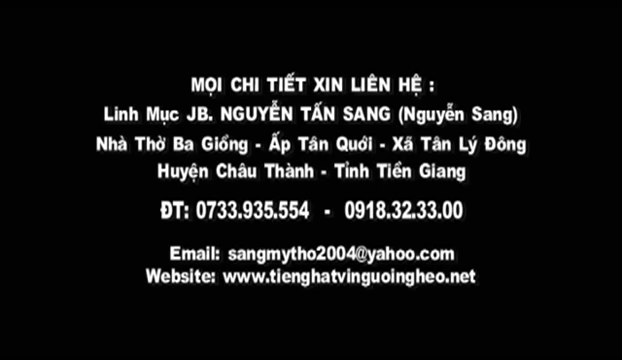 MỌI CHI TIẾT XIN LIÊN HỆ :
Linh Mục JB. NGUYỄN TẤN SANG (Nguyễn Sang)
Nhà Thờ Ba Giồng - Ấp Tân Quới - Xã Tân Lý Đông
Huyện Châu Thành - Tỉnh Tiền Giang
ĐT: 0733.935.554 - 0918.32.33.00
Email: sangmytho2004@yahoo.com
Website: www.tienghatvinguoingheo.net